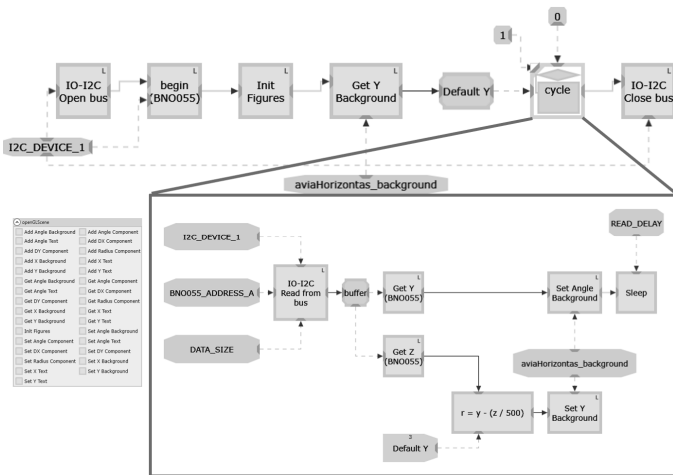 0
1
L
IO-I2C
Open bus
L
begin
(BNO055)
L
Init
Figures
L
Get Y
Background
Default Y
cycle
L
IO-I2C
Close bus
I2C_DEVICE_1
aviaHorizontas_background
openGLScene
Add Angle Background
Add Angle Component
Add Angle Text
Add DX Component
Add DY Component
Add Radius Component
Add X Background
Add X Text
Add Y Background
Add Y Text
Get Angle Background
Get Angle Component
Get Angle Text
Get DX Component
Get DY Component
Get Radius Component
Get X Background
Get X Text
Get Y Background
Get Y Text
Init Figures
Set Angle Background
Set Angle Component
Set Angle Text
Set DX Component
Set DY Component
Set Radius Component
Set X Background
Set X Text
Set Y Background
Set Y Text
I2C_DEVICE_1
BNO055_ADDRESS_A
DATA_SIZE
L
IO-I2C
Read from
bus
buffer
L
Get Y
(BNO055)
L
Get Z
(BNO055)
L
Set Angle
Background
READ_DELAY
Sleep
aviaHorizontas_background
r = y - (z / 500)
L
Set Y
Background
3
Default Y